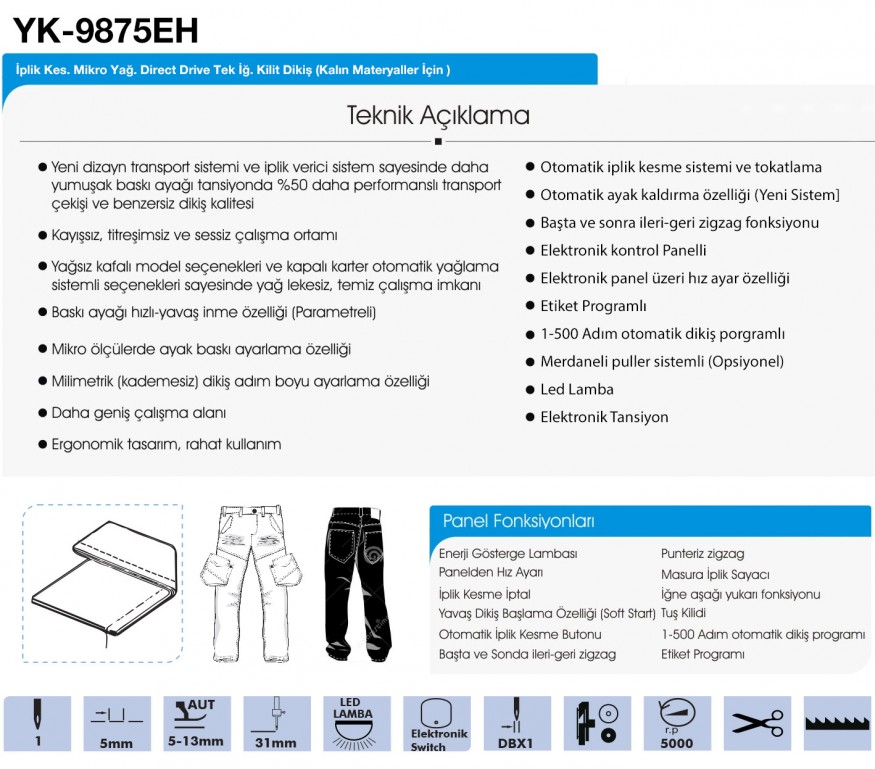 YK-9875EH
İplik Kes. Mikro Yağ. Direct Drive Tek İğ. Kilit Dikiş (Kalın Materyaller İçin )
Teknik Açıklama
Yeni dizayn transport sistemi ve iplik verici sistem sayesinde daha
yumuşak baskı ayağı tansiyonda %50 daha performanslı transport
çekişi ve benzersiz dikiş kalitesi
Kayışsız, titreşimsiz ve sessiz çalışma ortamı
Yağsız kafalı model seçenekleri ve kapalı karter otomatik yağlama
sistemli seçenekleri sayesinde yağ lekesiz, temiz çalışma imkanı
Baskı ayağı hızlı-yavaş inme özelliği (Parametreli)
Mikro ölçülerde ayak baskı ayarlama özelliği
Milimetrik (kademesiz) dikiş adım boyu ayarlama özelliği
Daha geniş çalışma alanı
Ergonomik tasarım, rahat kullanım
Otomatik iplik kesme sistemi ve tokatlama
Otomatik ayak kaldırma özelliği (Yeni Sistem]
Başta ve sonra ileri-geri zigzag fonksiyonu
Elektronik kontrol Panelli
Elektronik panel üzeri hız ayar özelliği
Etiket Programlı
1-500 Adım otomatik dikiş porgramlı
Merdaneli puller sistemli (Opsiyonel)
Led Lamba
Elektronik Tansiyon
Panel Fonksiyonları
Enerji Gösterge Lambası
Panelden Hız Ayarı
İplik Kesme İptal
Yavaş Dikiş Başlama Özelliği (Soft Start)
Otomatik İplik Kesme Butonu
Başta ve Sonda ileri-geri zigzag
Punteriz zigzag
Masura İplik Sayacı
İğne aşağı yukarı fonksiyonu
Tuş Kilidi
1-500 Adım otomatik dikiş programı
Etiket Programı
1
5mm
AUT
5-13mm
31mm
LED
LAMBA
Elektronik
Switch
DBX1
r.p
5000